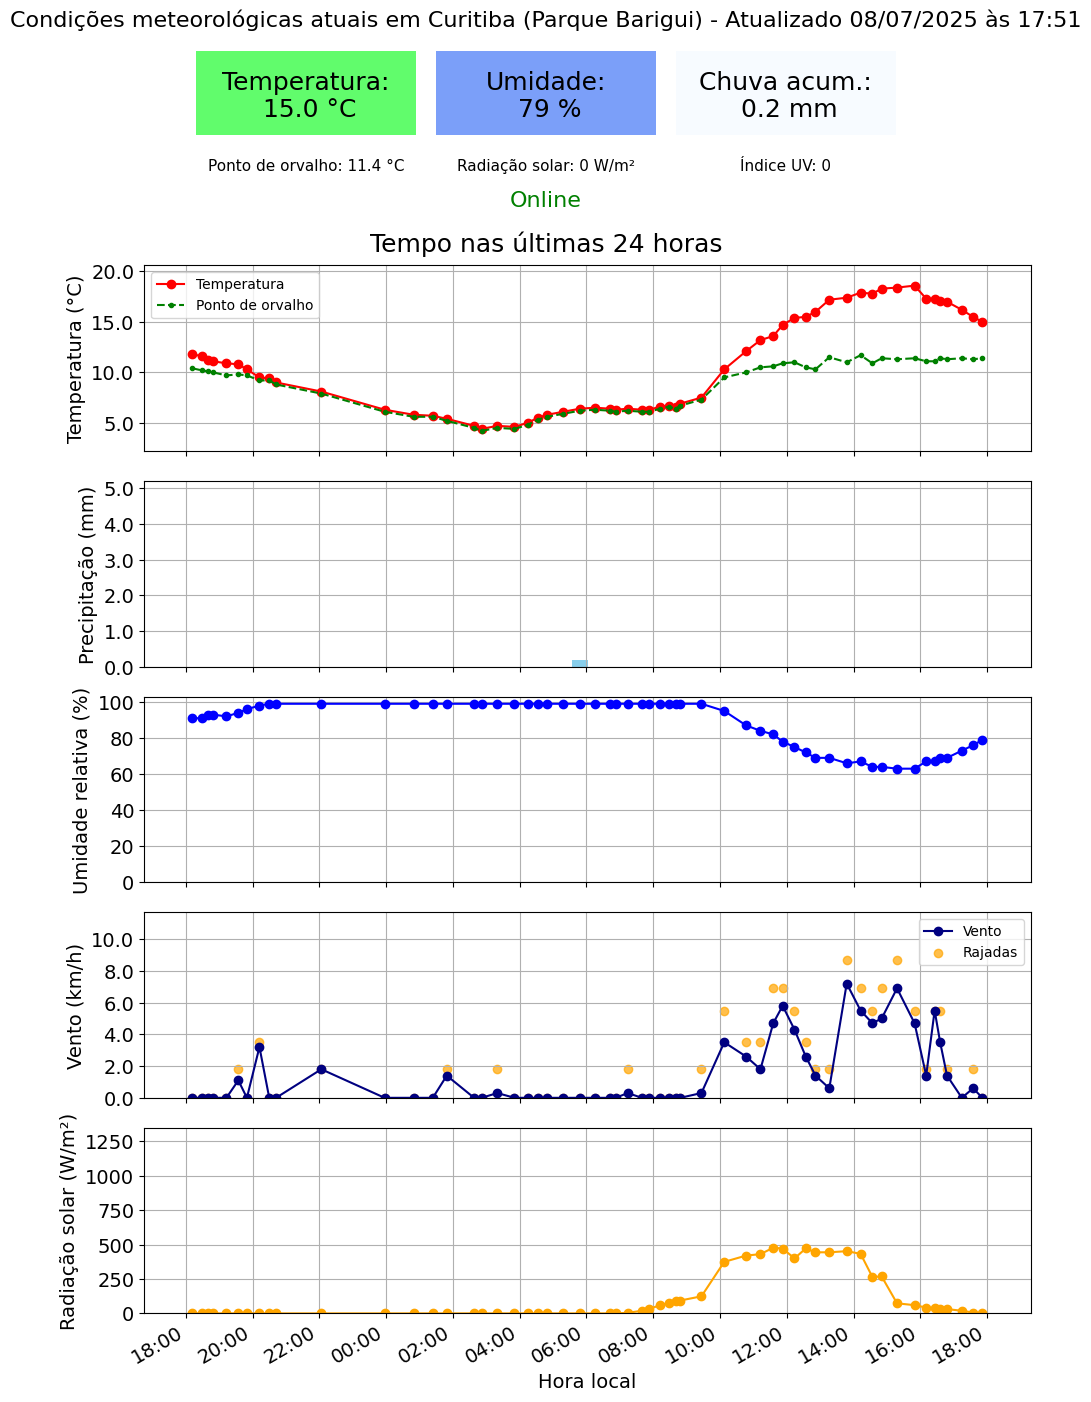 Condições meteorológicas atuais em Curitiba (Parque Barigui) - Atualizado 08/07/2025 às 17:51
Temperatura:
15.0 °C
Umidade:
79 %
Chuva acum.:
0.2 mm
Ponto de orvalho: 11.4 °C
Radiação solar: 0 W/m²
Índice UV: 0
Online
Tempo nas últimas 24 horas
Temperatura (°C)
20.0
15.0
10.0
5.0
Temperatura
Ponto de orvalho
Precipitação (mm)
5.0
4.0
3.0
2.0
1.0
0.0
Umidade relativa (%)
100
80
60
40
20
0
Vento (km/h)
10.0
8.0
6.0
4.0
2.0
0.0
Vento
Rajadas
Radiação solar (W/m²)
1250
1000
750
500
250
0
18:00
20:00
22:00
00:00
02:00
04:00
06:00
08:00
10:00
12:00
14:00
16:00
18:00
Hora local